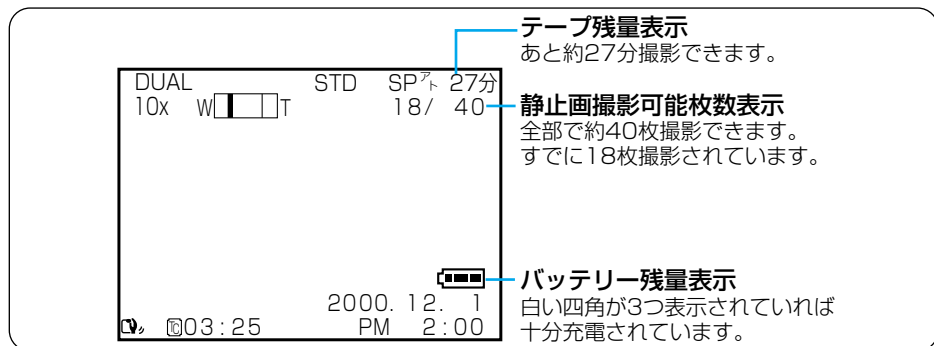 テープ残量表示
あと約27分撮影できます。
DUAL STD SPアト 27分
10x W T 18/ 40
静止画撮影可能枚数表示
全部で約40枚撮影できます。
すでに18枚撮影されています。
バッテリー残量表示
白い四角が3つ表示されていれば
十分充電されています。
2000. 12. 1
TC 03:25 PM 2:00